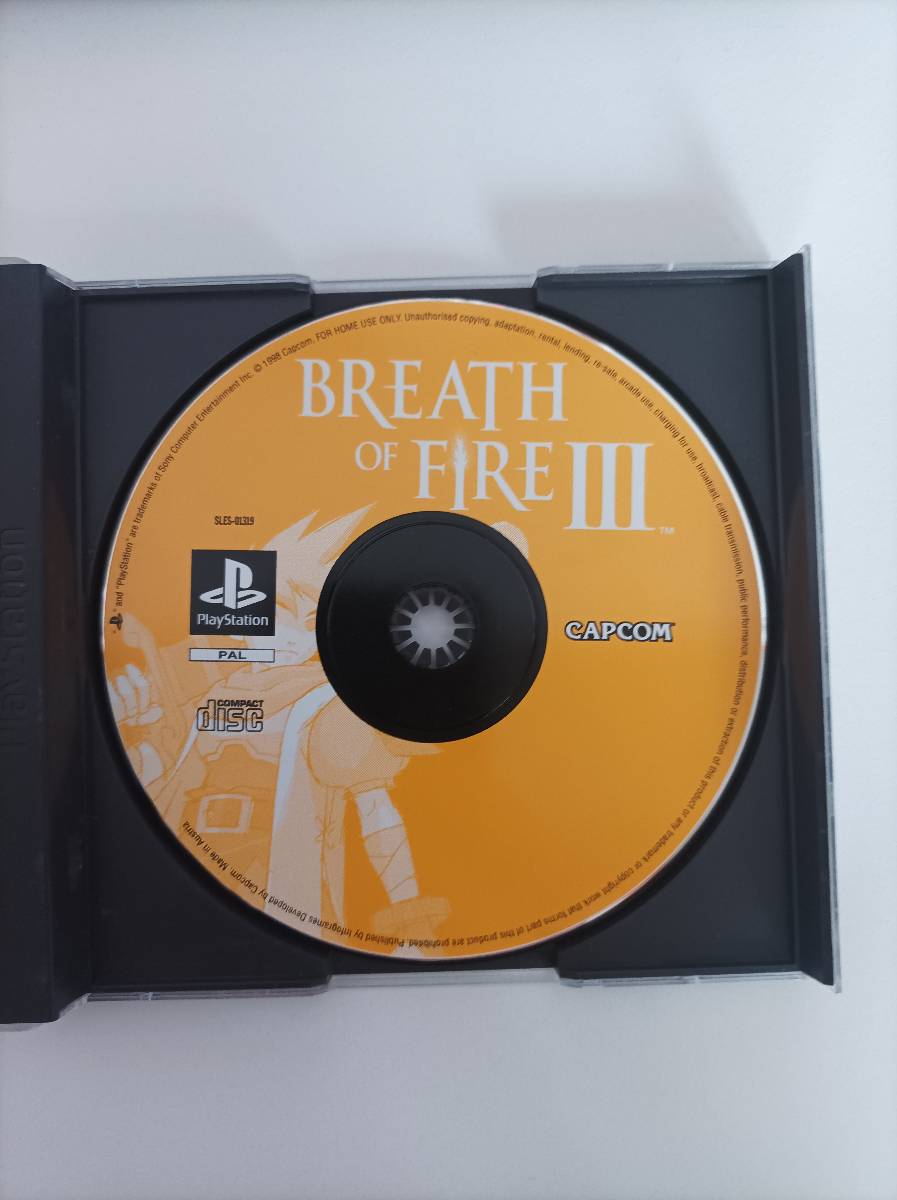 BREATH
OF FIRE III
™
SLES-01319
PlayStation
PAL
COMPACT
disc
CAPCOM
" and "PlayStation" are trademarks of Sony Computer Entertainment Inc. © 1998 Capcom. FOR HOME USE ONLY. Unauthorised copying, adaptation, rental, lending, re-sale, arcade use, charging for use, broadcast, cable transmission, public performance, distribution or extraction of this product or any trademark or copyright work that forms part of this product are prohibited. Published by Infogrames Developed by Capcom. Made in Austria.
PlayStation